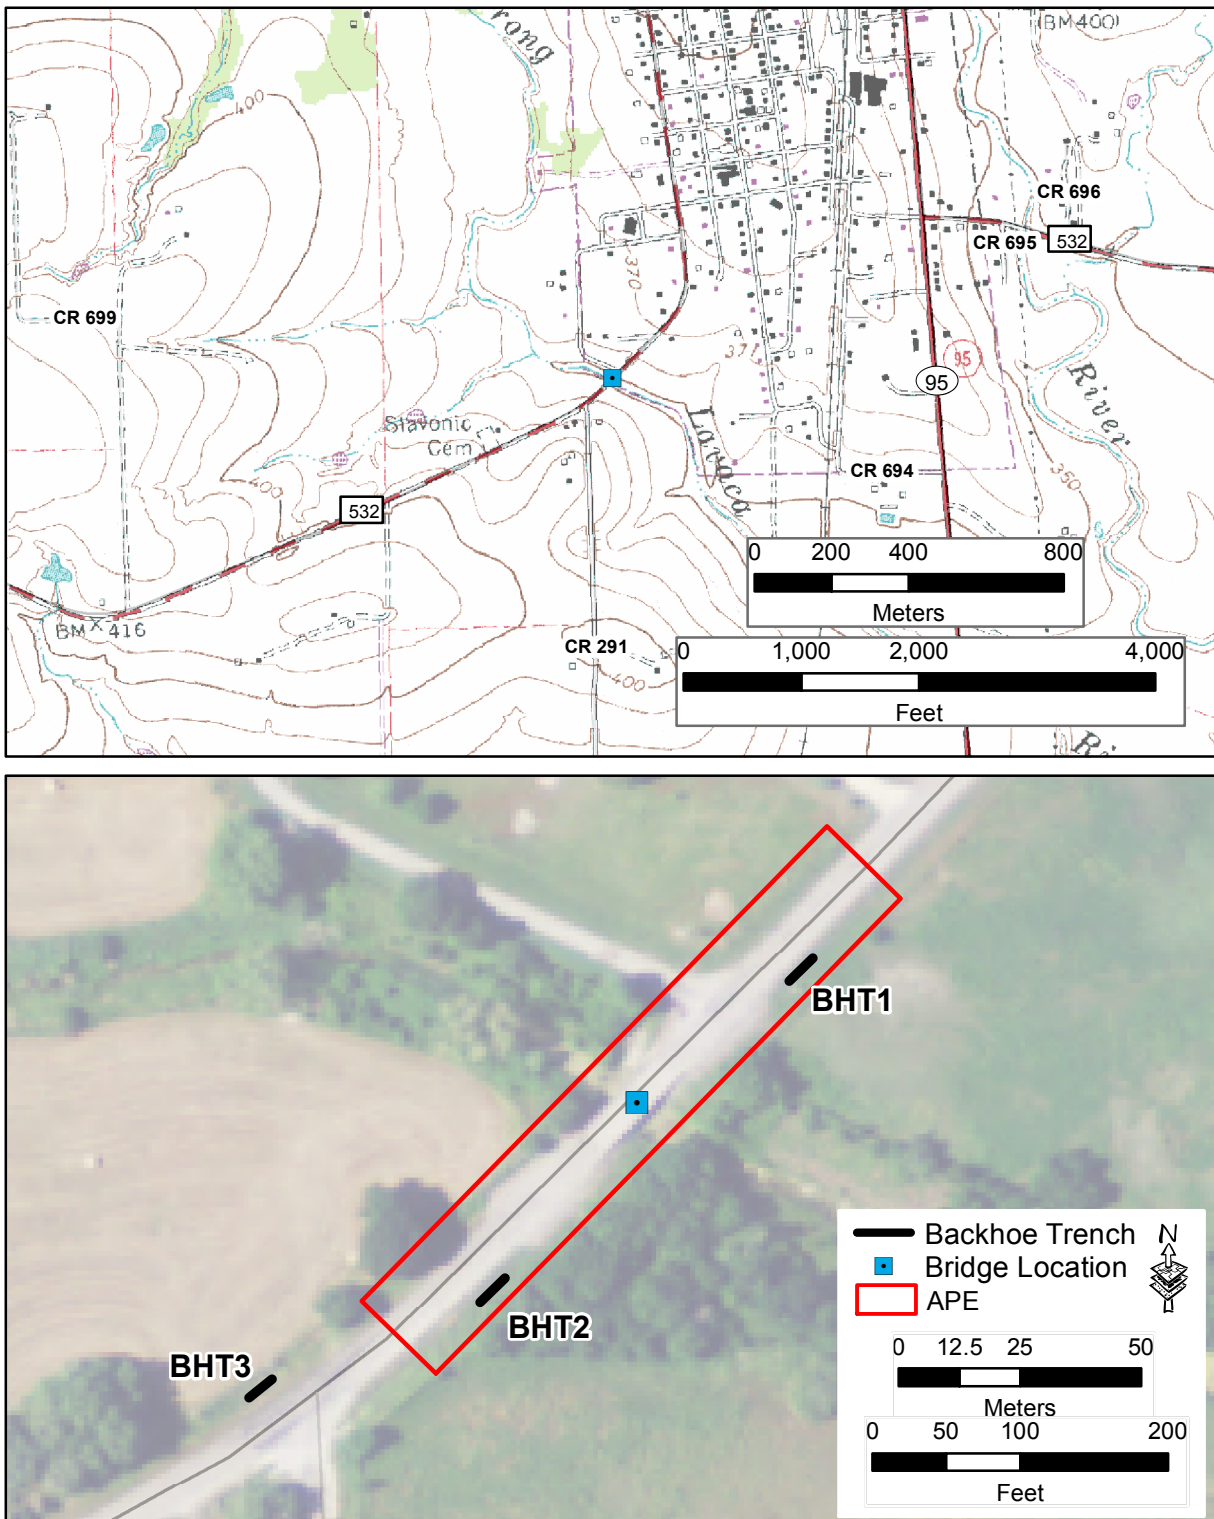 rong
(BM400)
400
CR 696
CR 695
532
370
CR 699
371
95
95
River
Slavonic
Cem
Lavaca
CR 694
350
400
532
0 200 400 800
Meters
BM X 416
CR 291
400
0 1,000 2,000 4,000
Feet
Ri
BHT1
BHT2
BHT3
Backhoe Trench
N
Bridge Location
APE
0 12.5 25 50
Meters
0 50 100 200
Feet